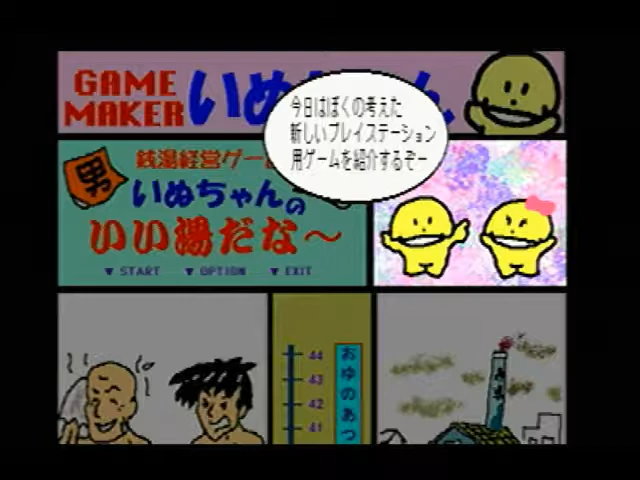 GAME
MAKER
いぬちゃん
今日はぼくの考えた
新しいプレイステーション
用ゲームを紹介するぞー
銭湯経営ゲーム
男
いぬちゃんの
いい湯だな〜
▼ START ▼ OPTION ▼ EXIT
44
43
42
41
おゆのあつ